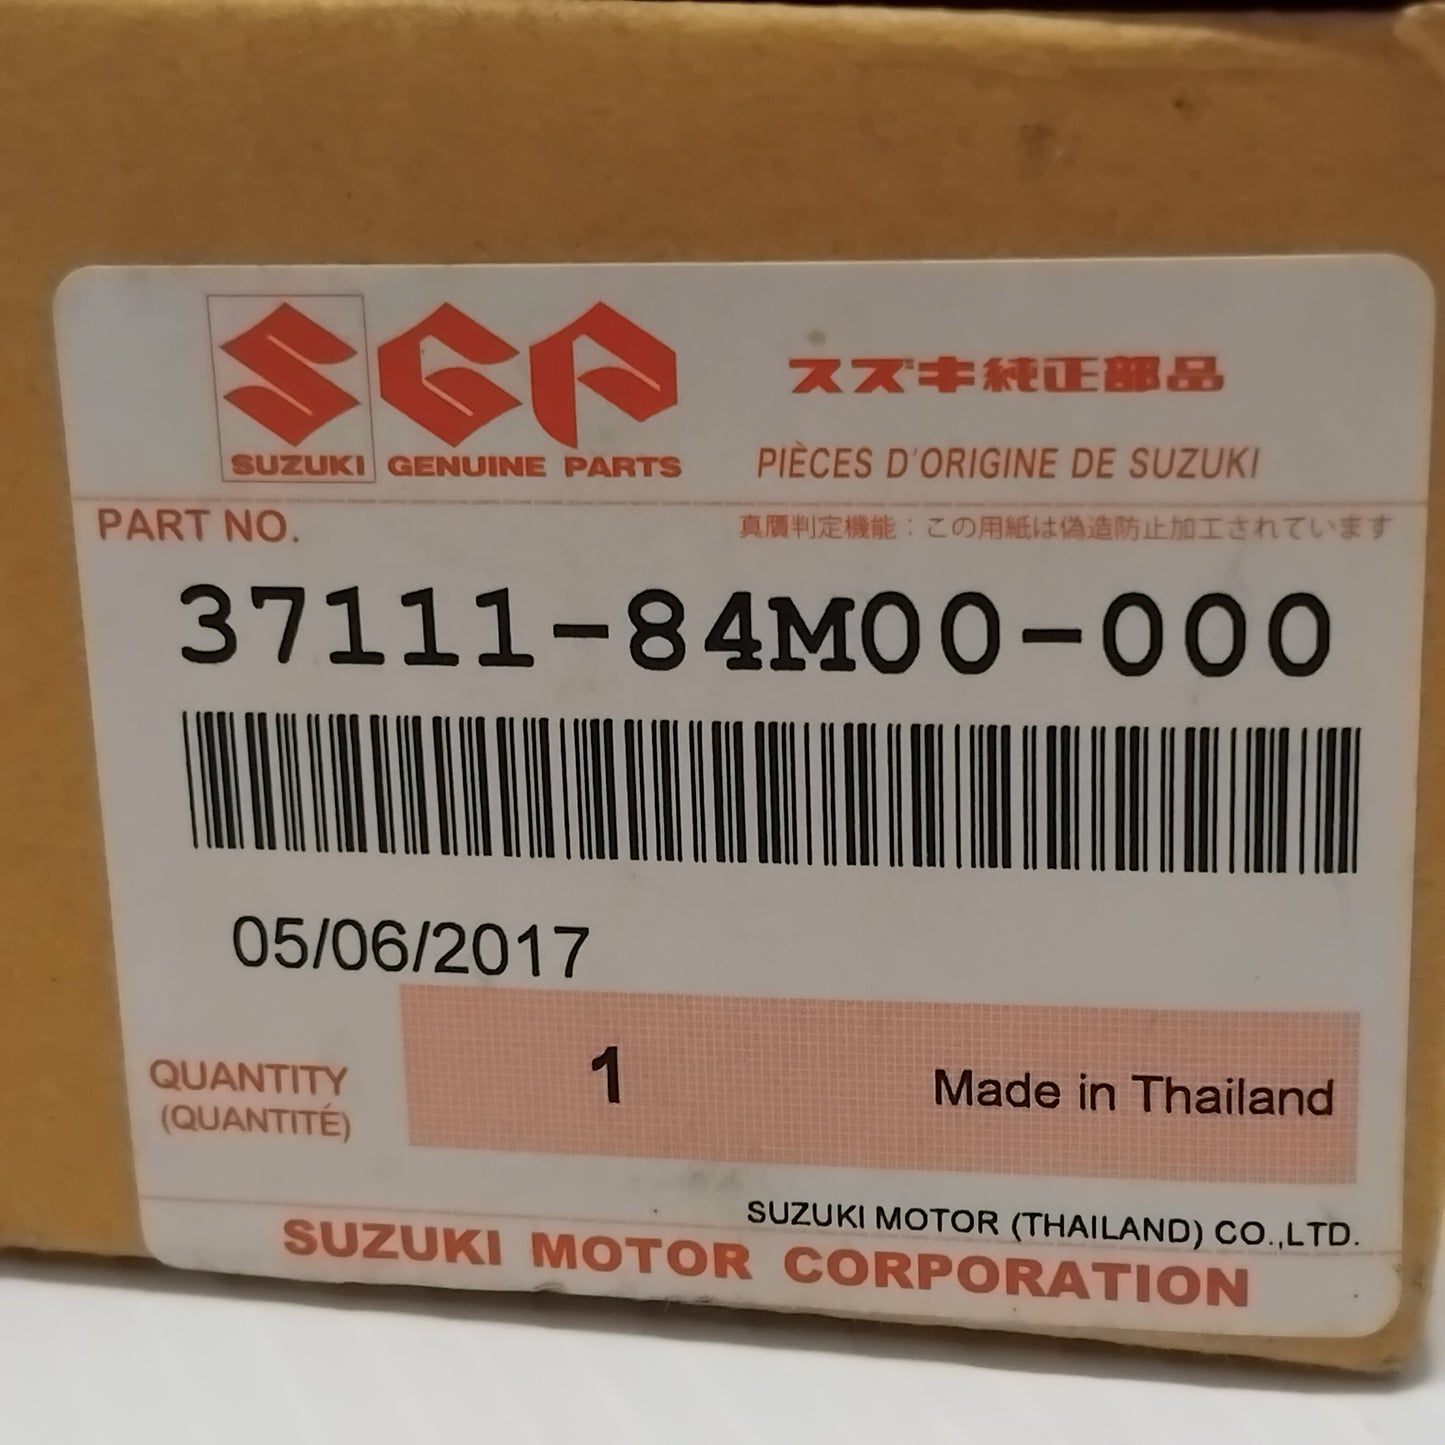 SGP
スズキ純正部品
SUZUKI GENUINE PARTS
PIÈCES D'ORIGINE DE SUZUKI
PART NO.
真贋判定機能：この用紙は偽造防止加工されています
37111-84M00-000
05/06/2017
QUANTITY
(QUANTITÉ)
1
Made in Thailand
SUZUKI MOTOR (THAILAND) CO.,LTD.
SUZUKI MOTOR CORPORATION